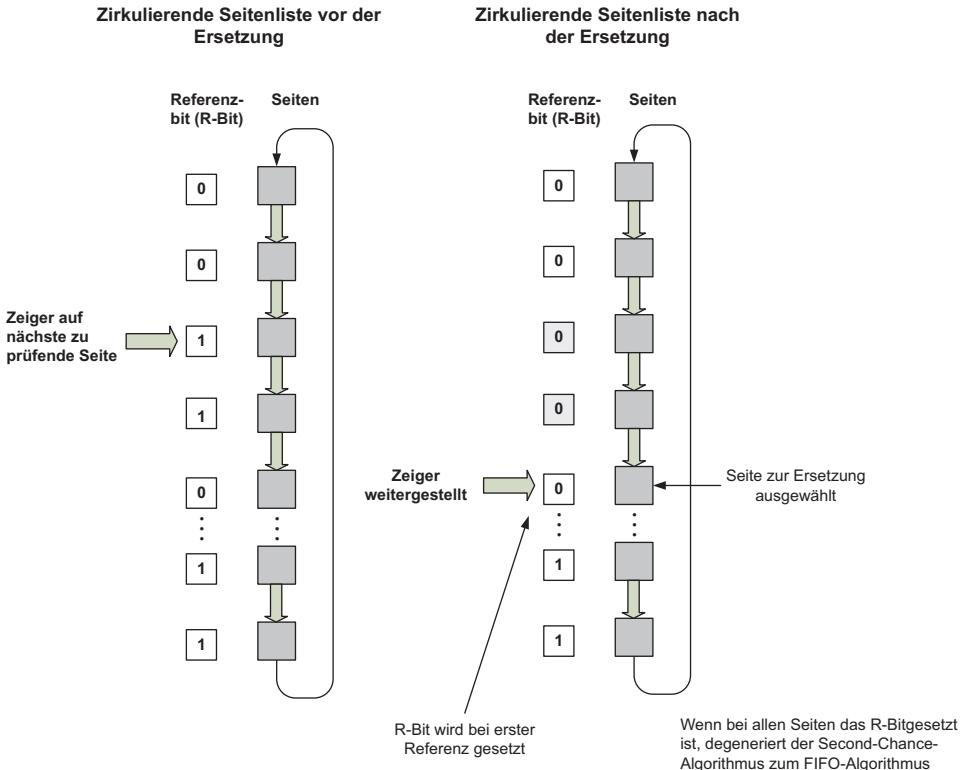 Zirkulierende Seitenliste vor der
Ersetzung
Referenz-
bit (R-Bit)
Seiten
0
0
Zeiger auf
nächste zu
prüfende Seite
1
1
0
1
1
Zirkulierende Seitenliste nach
der Ersetzung
Referenz-
bit (R-Bit)
Seiten
0
0
0
0
Zeiger
weitergestellt
0
Seite zur Ersetzung
ausgewählt
1
1
R-Bit wird bei erster
Referenz gesetzt
Wenn bei allen Seiten das R-Bitgesetzt
ist, degeneriert der Second-Chance-
Algorithmus zum FIFO-Algorithmus